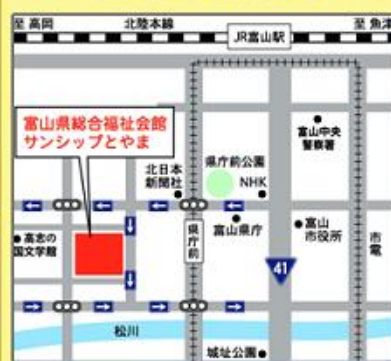 至 高岡
北陸本線
至 魚津
JR富山駅
富山県総合福祉会館
サンシップとやま
富山中央
警察署
北日本
新聞社
県庁前公園
NHK
県庁前
富山県庁
富山
市役所
市電
高志の
国文学館
41
松川
城址公園